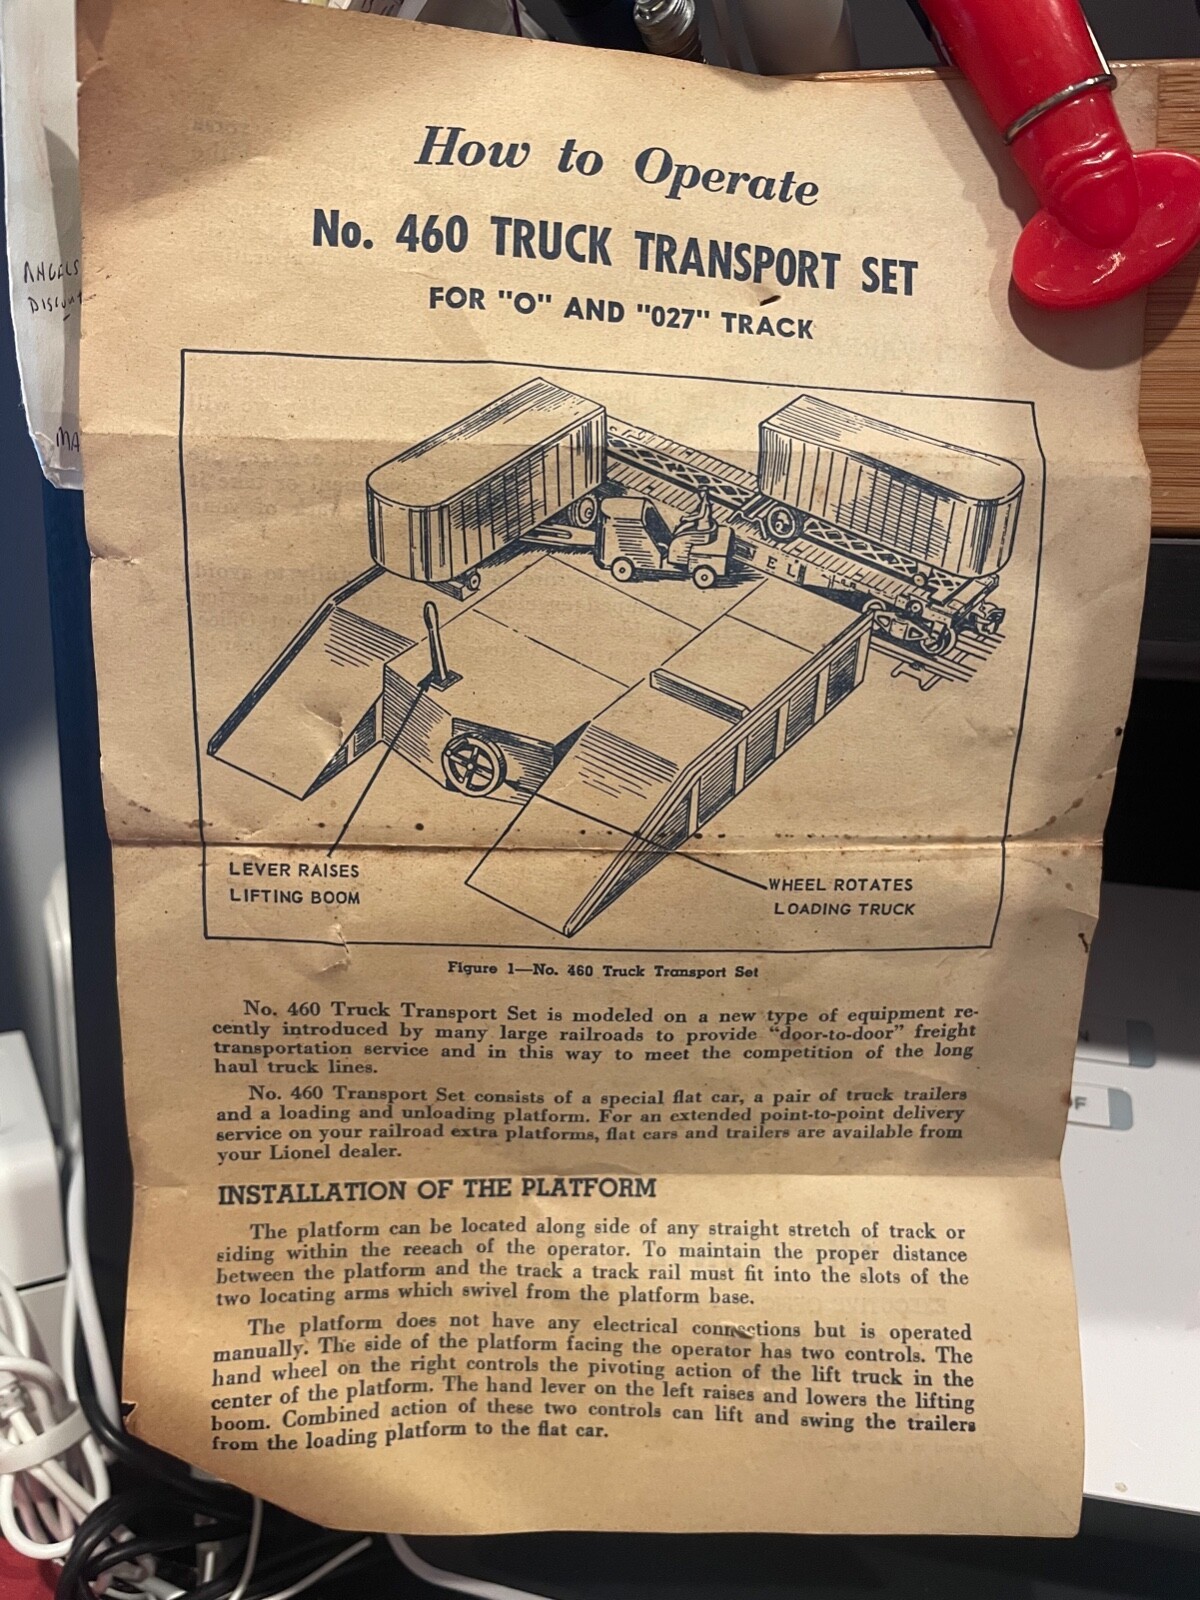 How to Operate
No. 460 TRUCK TRANSPORT SET
FOR "O" AND "027" TRACK
ANGELS
MA
LEVER RAISES
LIFTING BOOM
WHEEL ROTATES
LOADING TRUCK
Figure 1—No. 460 Truck Transport Set
No. 460 Truck Transport Set is modeled on a new type of equipment re-
cently introduced by many large railroads to provide "door-to-door" freight
transportation service and in this way to meet the competition of the long
haul truck lines.
No. 460 Transport Set consists of a special flat car, a pair of truck trailers
and a loading and unloading platform. For an extended point-to-point delivery
service on your railroad extra platforms, flat cars and trailers are available from
your Lionel dealer.
INSTALLATION OF THE PLATFORM
The platform can be located along side of any straight stretch of track or
siding within the reeach of the operator. To maintain the proper distance
between the platform and the track a track rail must fit into the slots of the
two locating arms which swivel from the platform base.
The platform does not have any electrical connections but is operated
manually. The side of the platform facing the operator has two controls. The
hand wheel on the right controls the pivoting action of the lift truck in the
center of the platform. The hand lever on the left raises and lowers the lifting
boom. Combined action of these two controls can lift and swing the trailers
from the loading platform to the flat car.